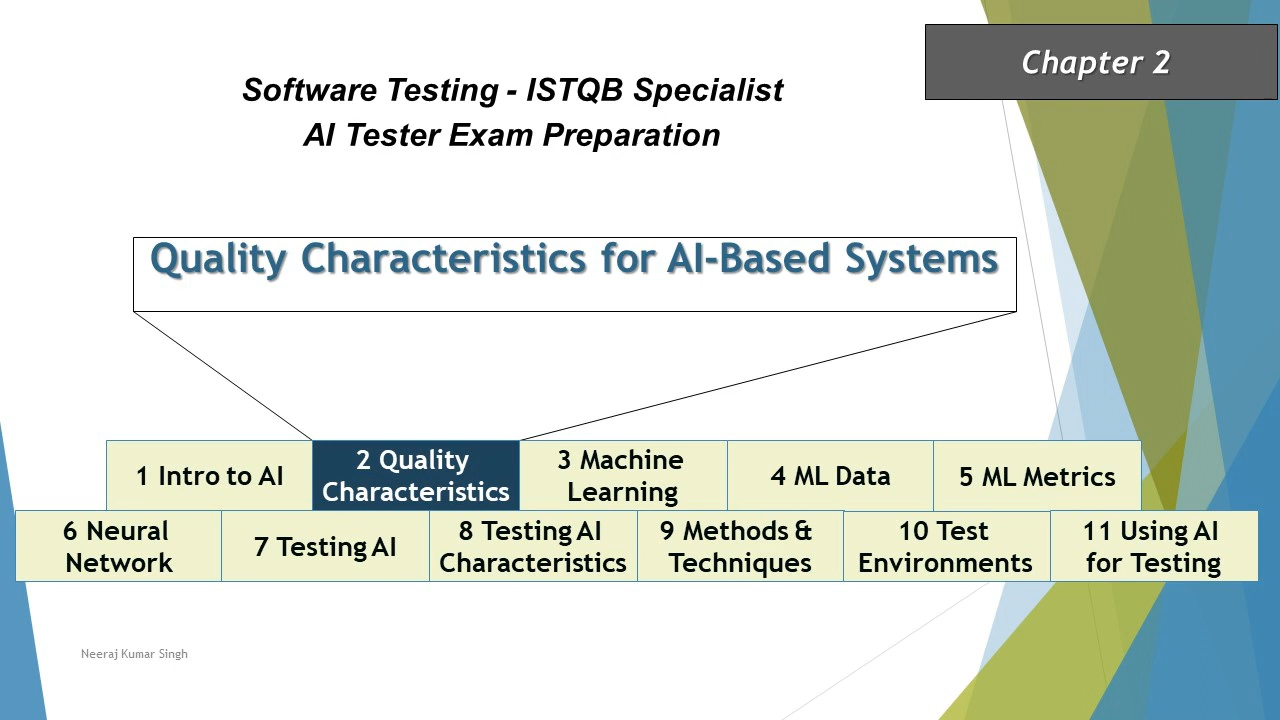 Chapter 2
Software Testing - ISTQB Specialist
AI Tester Exam Preparation
Quality Characteristics for AI-Based Systems
1 Intro to AI
2 Quality
Characteristics
3 Machine
Learning
4 ML Data
5 ML Metrics
6 Neural
Network
7 Testing AI
8 Testing AI
Characteristics
9 Methods &
Techniques
10 Test
Environments
11 Using AI
for Testing
Neeraj Kumar Singh